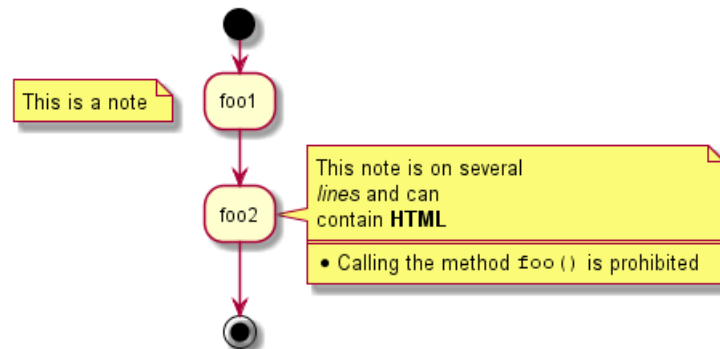 foo1
This is a note
foo2
This note is on several
lines and can
contain HTML
• Calling the method foo() is prohibited